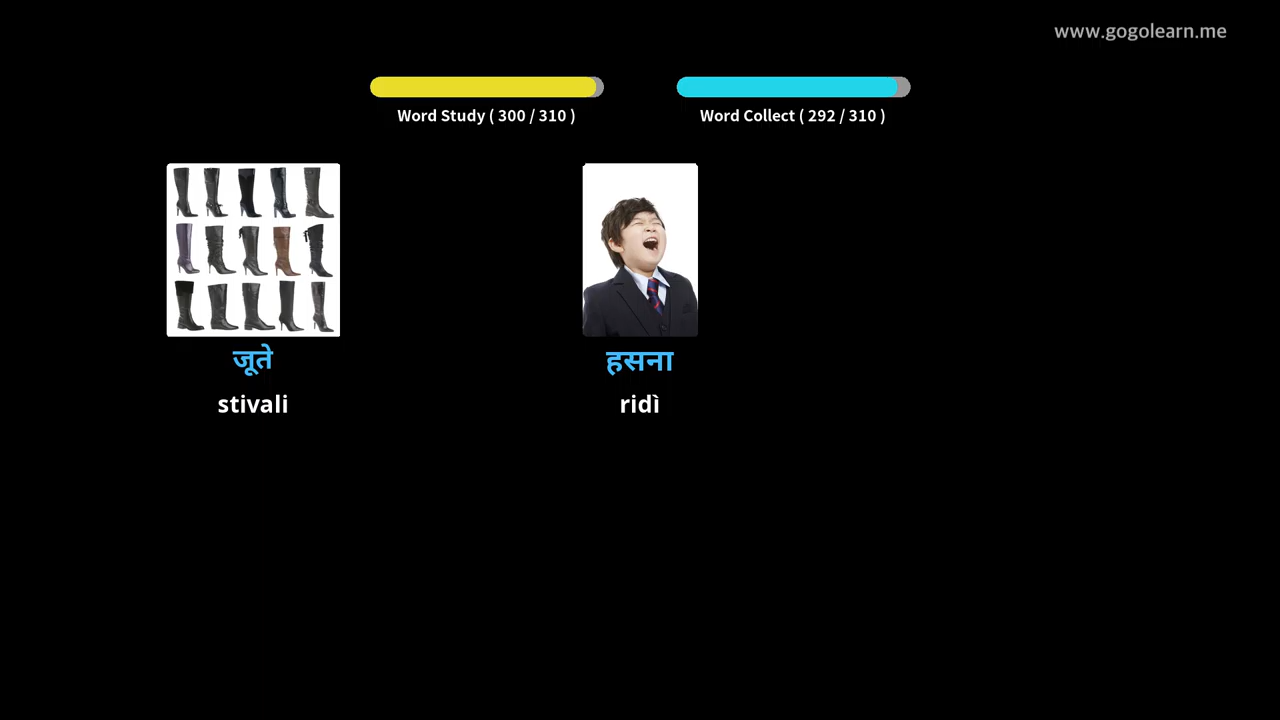 www.gogolearn.me
Word Study ( 300 / 310 )
Word Collect ( 292 / 310 )
जूते
stivali
हसना
ridì